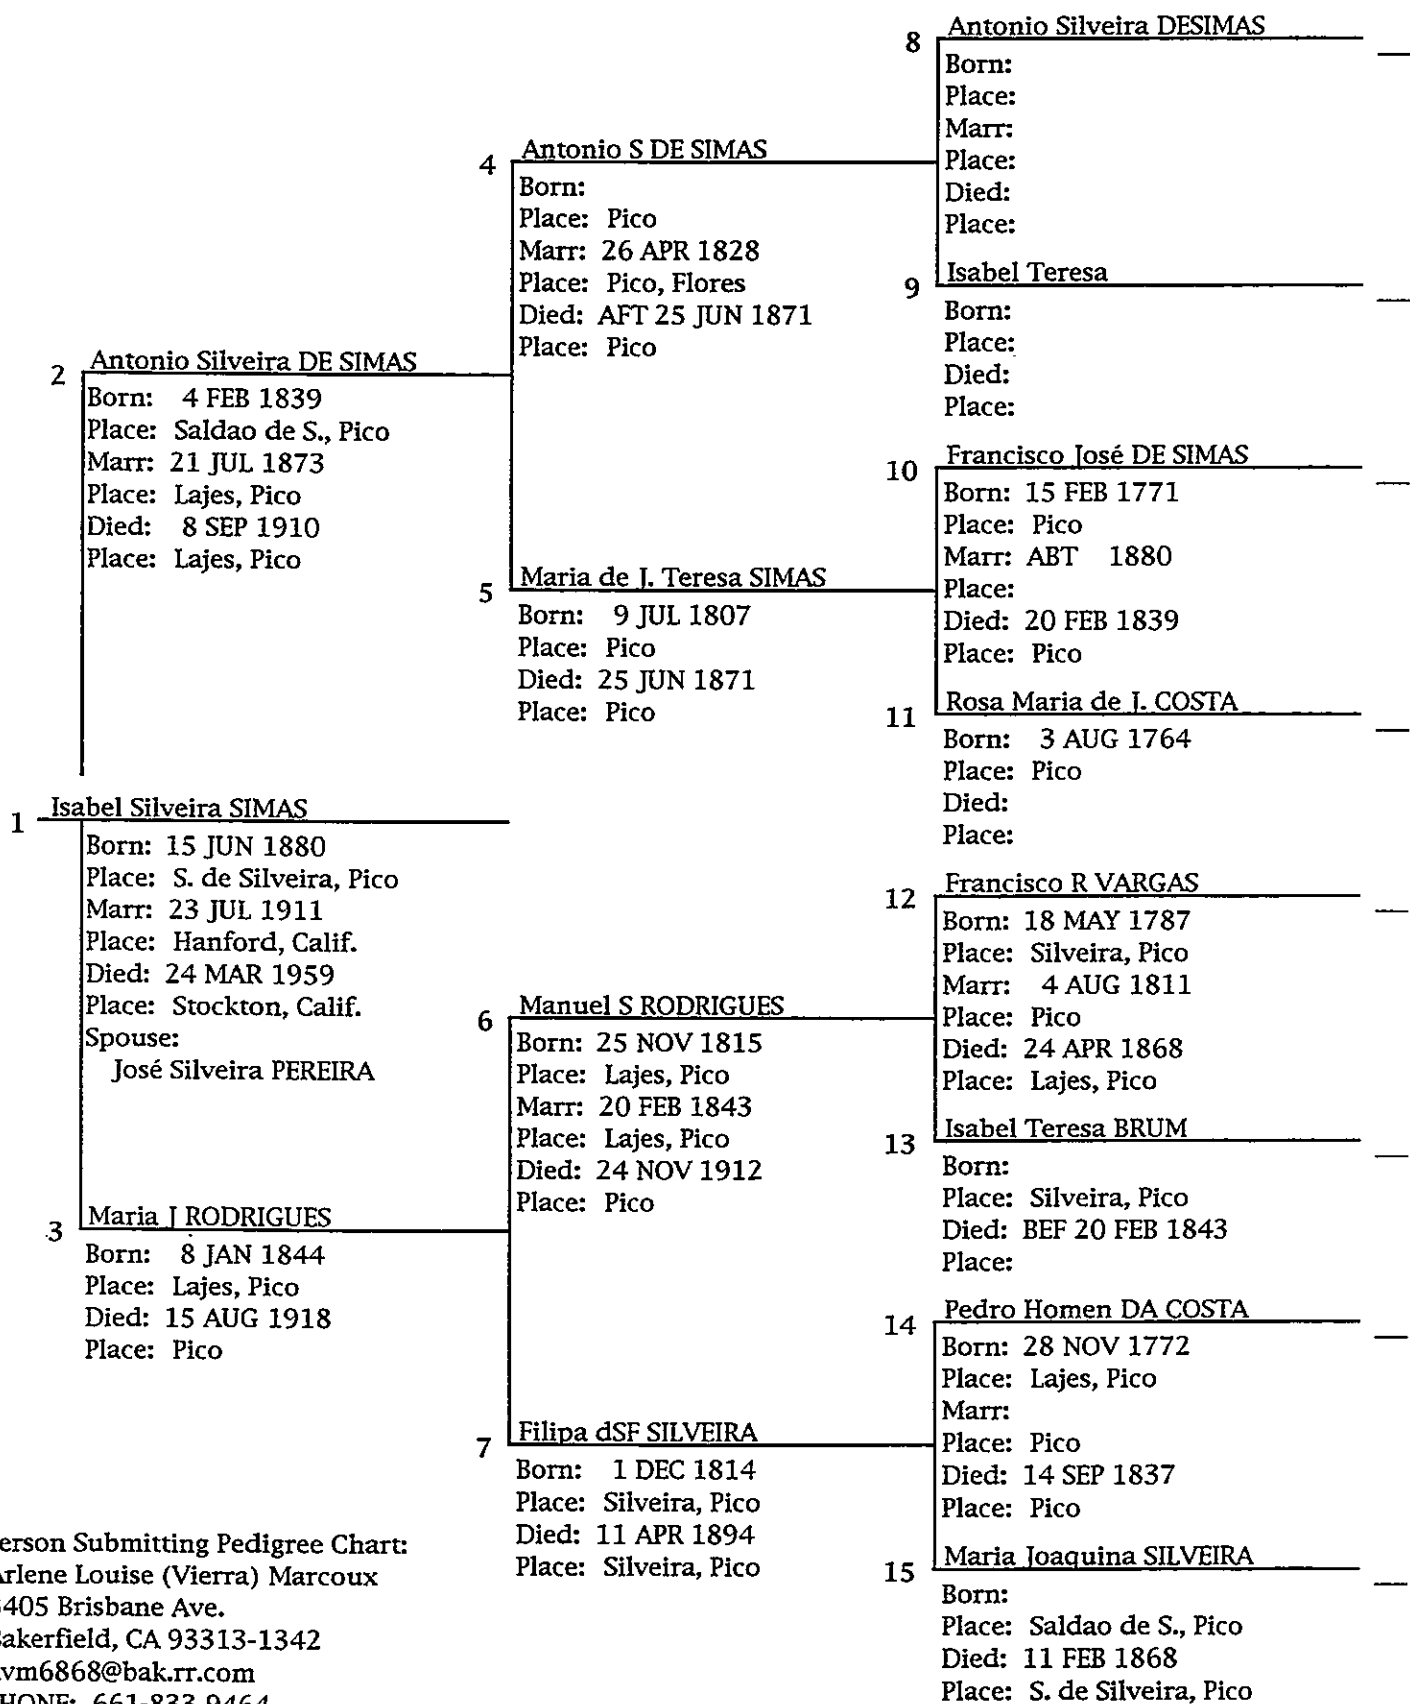 8 Antonio Silveira DESIMAS
Born:
Place:
Marr:
Place:
Died:
Place:
4 Antonio S DE SIMAS
Born:
Place: Pico
Marr: 26 APR 1828
Place: Pico, Flores
Died: AFT 25 JUN 1871
Place: Pico
9 Isabel Teresa
Born:
Place:
Died:
Place:
2 Antonio Silveira DE SIMAS
Born: 4 FEB 1839
Place: Saldao de S., Pico
Marr: 21 JUL 1873
Place: Lajes, Pico
Died: 8 SEP 1910
Place: Lajes, Pico
10 Francisco José DE SIMAS
Born: 15 FEB 1771
Place: Pico
Marr: ABT 1880
Place:
Died: 20 FEB 1839
Place: Pico
5 Maria de J. Teresa SIMAS
Born: 9 JUL 1807
Place: Pico
Died: 25 JUN 1871
Place: Pico
11 Rosa Maria de J. COSTA
Born: 3 AUG 1764
Place: Pico
Died:
Place:
1 Isabel Silveira SIMAS
Born: 15 JUN 1880
Place: S. de Silveira, Pico
Marr: 23 JUL 1911
Place: Hanford, Calif.
Died: 24 MAR 1959
Place: Stockton, Calif.
Spouse:
José Silveira PEREIRA
12 Francisco R VARGAS
Born: 18 MAY 1787
Place: Silveira, Pico
Marr: 4 AUG 1811
Place: Pico
Died: 24 APR 1868
Place: Lajes, Pico
6 Manuel S RODRIGUES
Born: 25 NOV 1815
Place: Lajes, Pico
Marr: 20 FEB 1843
Place: Lajes, Pico
Died: 24 NOV 1912
Place: Pico
13 Isabel Teresa BRUM
Born:
Place: Silveira, Pico
Died: BEF 20 FEB 1843
Place:
3 Maria J RODRIGUES
Born: 8 JAN 1844
Place: Lajes, Pico
Died: 15 AUG 1918
Place: Pico
14 Pedro Homen DA COSTA
Born: 28 NOV 1772
Place: Lajes, Pico
Marr:
Place: Pico
Died: 14 SEP 1837
Place: Pico
7 Filipa dSF SILVEIRA
Born: 1 DEC 1814
Place: Silveira, Pico
Died: 11 APR 1894
Place: Silveira, Pico
15 Maria Joaquina SILVEIRA
Born:
Place: Saldao de S., Pico
Died: 11 FEB 1868
Place: S. de Silveira, Pico
erson Submitting Pedigree Chart:
rlene Louise (Vierra) Marcoux
405 Brisbane Ave.
akerfield, CA 93313-1342
vm6868@bak.rr.com
HONE: 661-833-9464